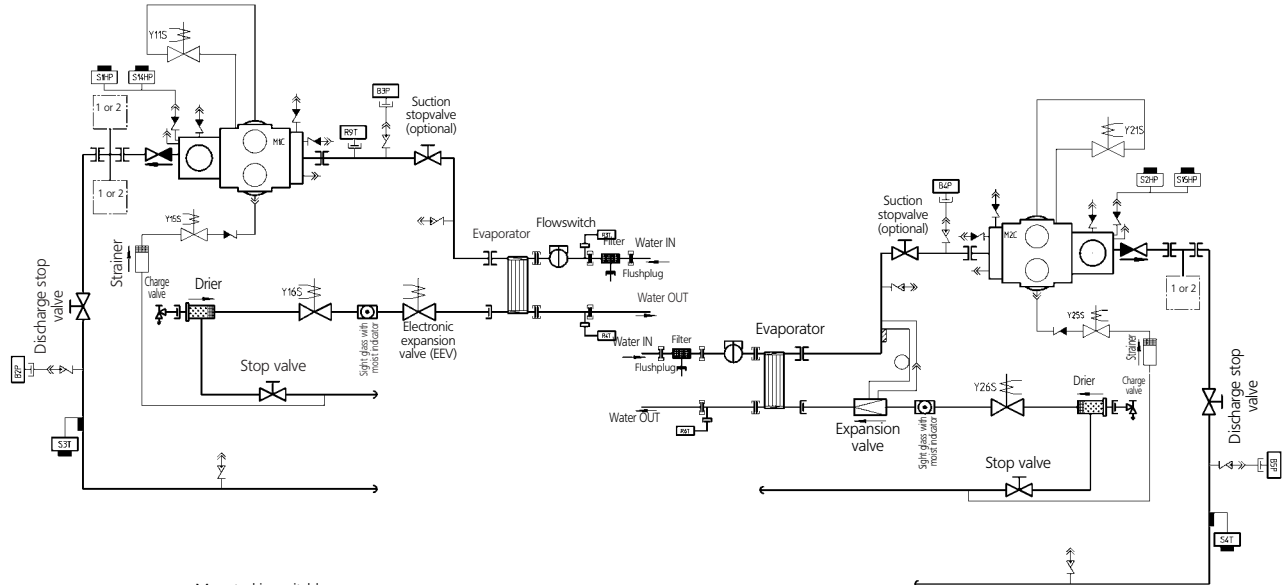 Y11S
S1HP
S14HP
1 or 2
M1C
R9T
B3P
Suction
stopvalve
(optional)
1 or 2
Y15S
Strainer
Charge
valve
Drier
Y16S
Sight glass with
moist indicator
Electronic
expansion
valve (EEV)
Evaporator
Flowswitch
R3T
Filter
Water IN
Flushplug
Water OUT
R4T
Discharge stop
valve
B2P
S3T
Stop valve
Y21S
S2HP
S15HP
B4P
Suction
stopvalve
(optional)
M2C
1 or 2
Y25S
Strainer
Water IN
Filter
Flushplug
Evaporator
Water OUT
R6T
Expansion
valve
Sight glass with
moist indicator
Y26S
Drier
Charge
valve
Stop valve
Discharge stop
valve
B5P
S4T